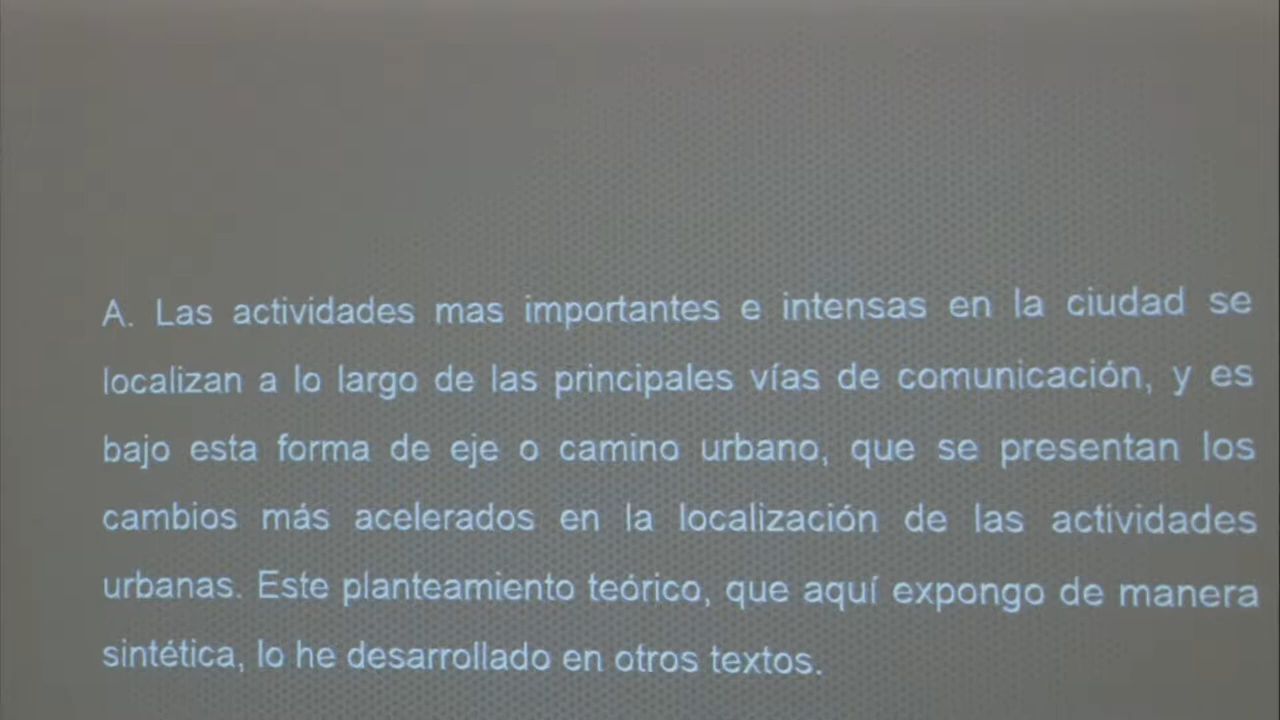 A. Las actividades mas importantes e intensas en la ciudad se
localizan a lo largo de las principales vías de comunicación, y es
bajo esta forma de eje o camino urbano, que se presentan los
cambios más acelerados en la localización de las actividades
urbanas. Este planteamiento teórico, que aquí expongo de manera
sintética, lo he desarrollado en otros textos.